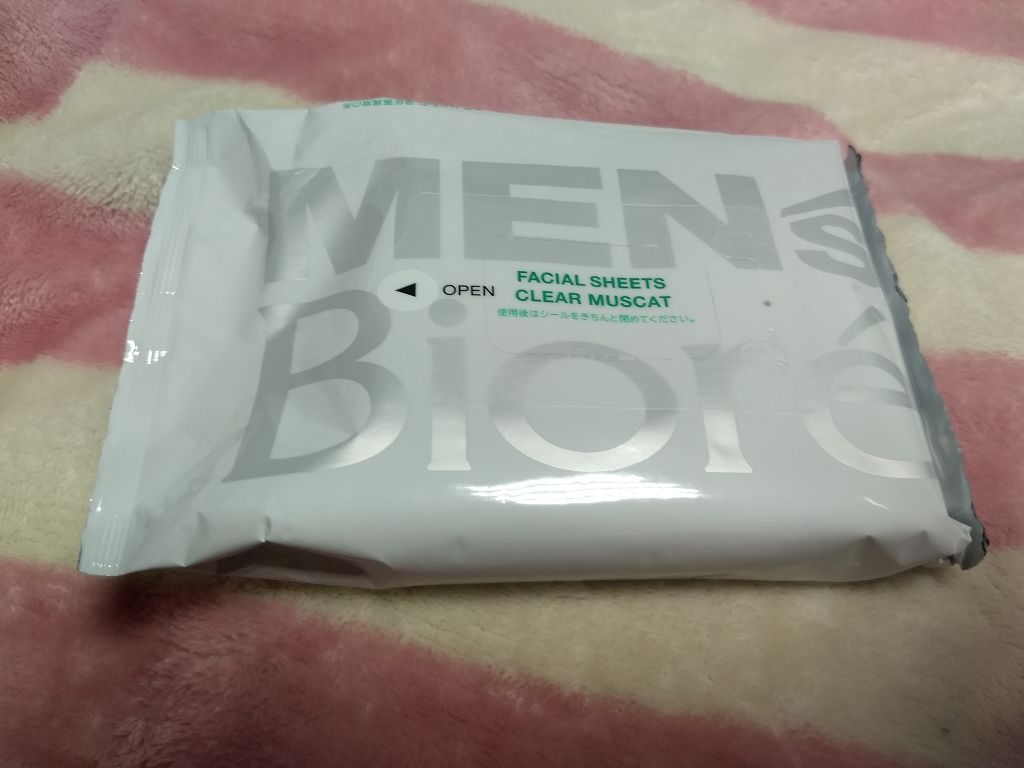 MEN's
Bioré
OPEN
FACIAL SHEETS
CLEAR MUSCAT
使用後はシールをきちんと閉めてください。